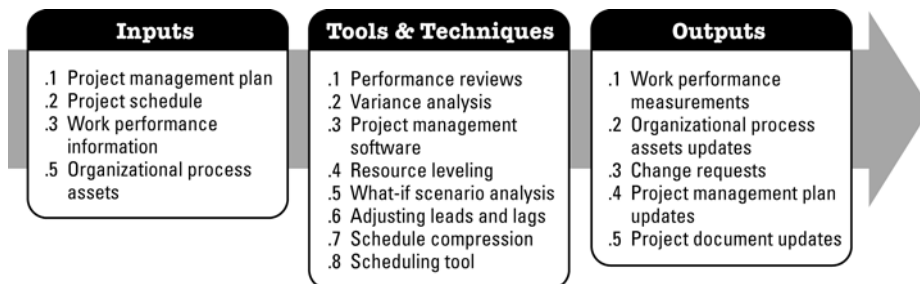 Inputs
.1 Project management plan
.2 Project schedule
.3 Work performance
information
.5 Organizational process
assets
Tools & Techniques
.1 Performance reviews
.2 Variance analysis
.3 Project management
software
.4 Resource leveling
.5 What-if scenario analysis
.6 Adjusting leads and lags
.7 Schedule compression
.8 Scheduling tool
Outputs
.1 Work performance
measurements
.2 Organizational process
assets updates
.3 Change requests
.4 Project management plan
updates
.5 Project document updates